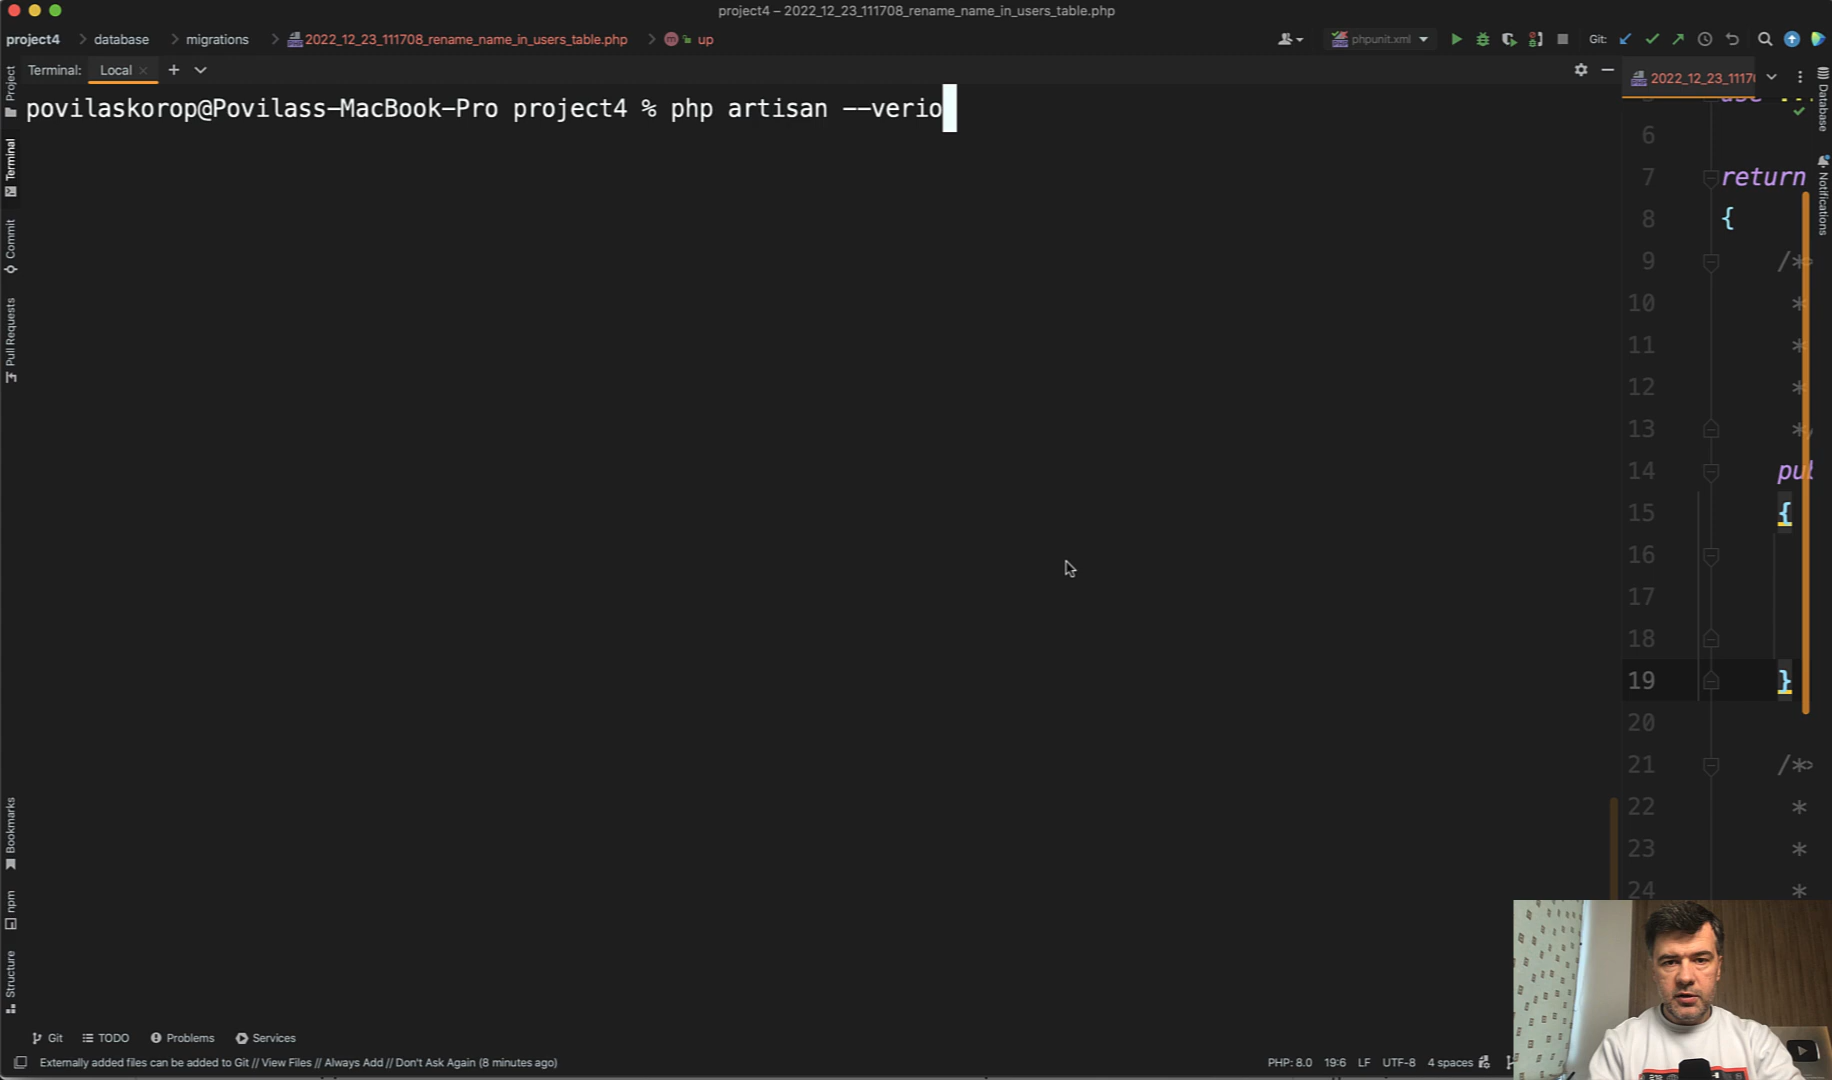 project4 – 2022_12_23_111708_rename_name_in_users_table.php
project4 database migrations 2022_12_23_111708_rename_name_in_users_table.php m up
phpunit.xml Git:
Terminal: Local × +
2022_12_23_1117
povilaskorop@Povilass-MacBook-Pro project4 % php artisan --verio
Project
Terminal
Commit
Pull Requests
Bookmarks
npm
Structure
Database
Notifications
6
7 return
8 {
9 /*
10 *
11 *
12 *
13 *
14 pu
15 {
16
17
18
19 }
20
21 /*
22 *
23 *
24 *
Git TODO Problems Services
Externally added files can be added to Git // View Files // Always Add // Don't Ask Again (8 minutes ago)
PHP: 8.0 19:6 LF UTF-8 4 spaces